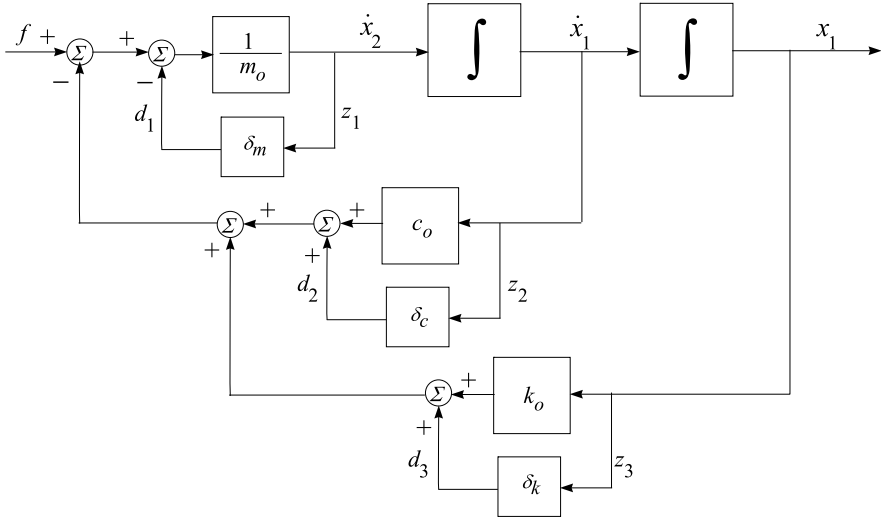 f + Σ + Σ 1/m_o ẋ_2 ∫ ẋ_1 ∫ x_1
− −
d_1 δ_m z_1
Σ + Σ + c_o
+ +
d_2 δ_c z_2
Σ + k_o
+
d_3 δ_k z_3